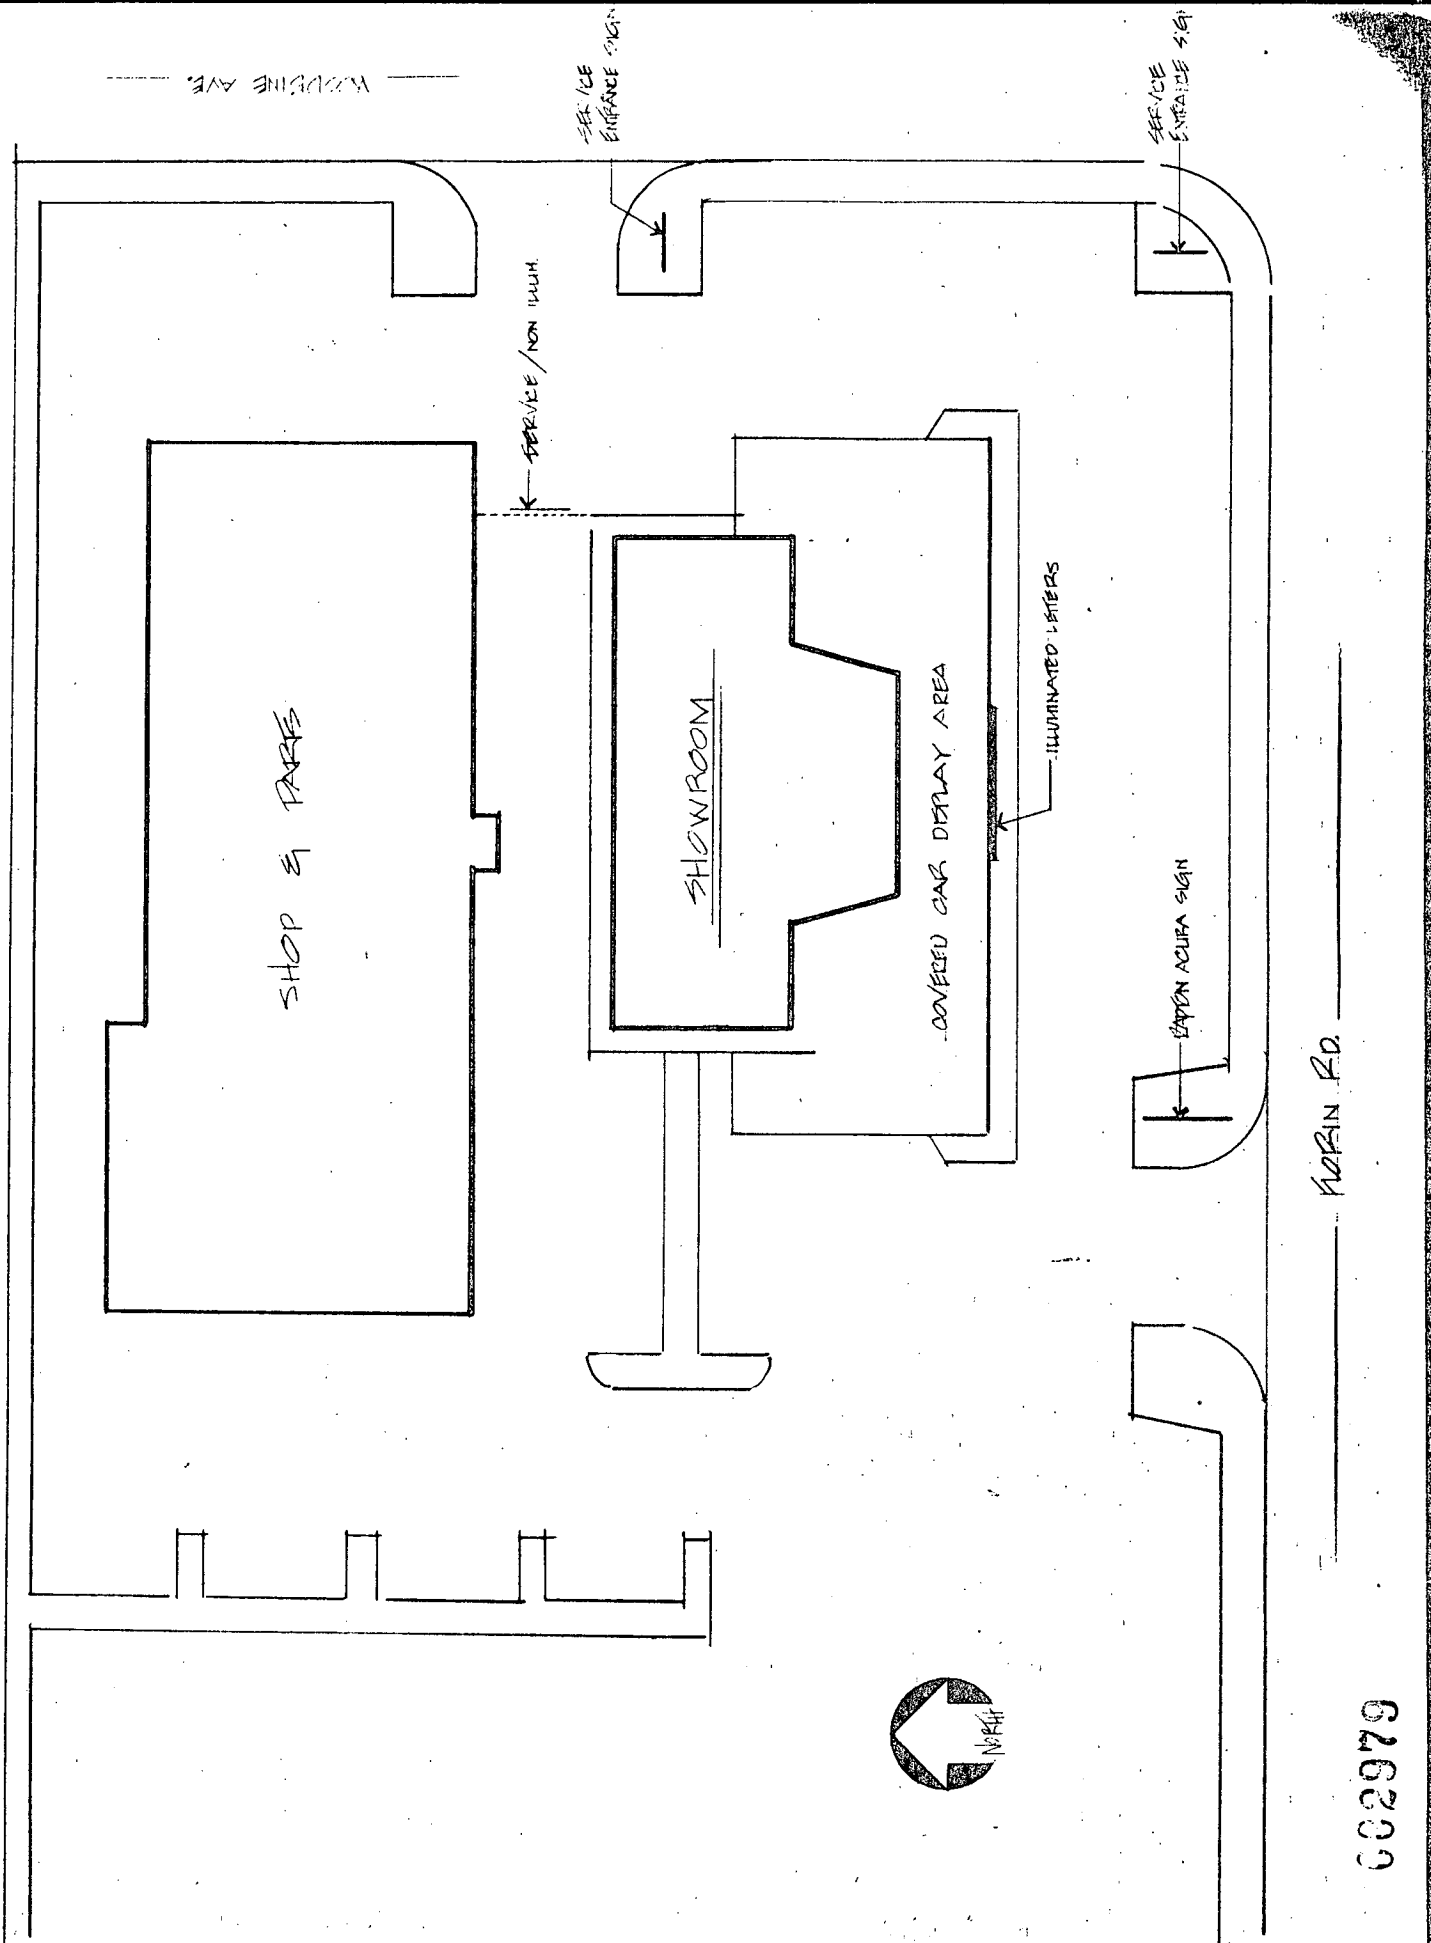 WOODBINE AVE.
SERVICE
ENTRANCE SIGN
SERVICE
ENTRANCE SIGN
SERVICE/NON ILLUM.
SHOP & PARTS
SHOWROOM
COVERED CAR DISPLAY AREA
ILLUMINATED LETTERS
ACURA SIGN
FLORIN RD.
NORTH
002979